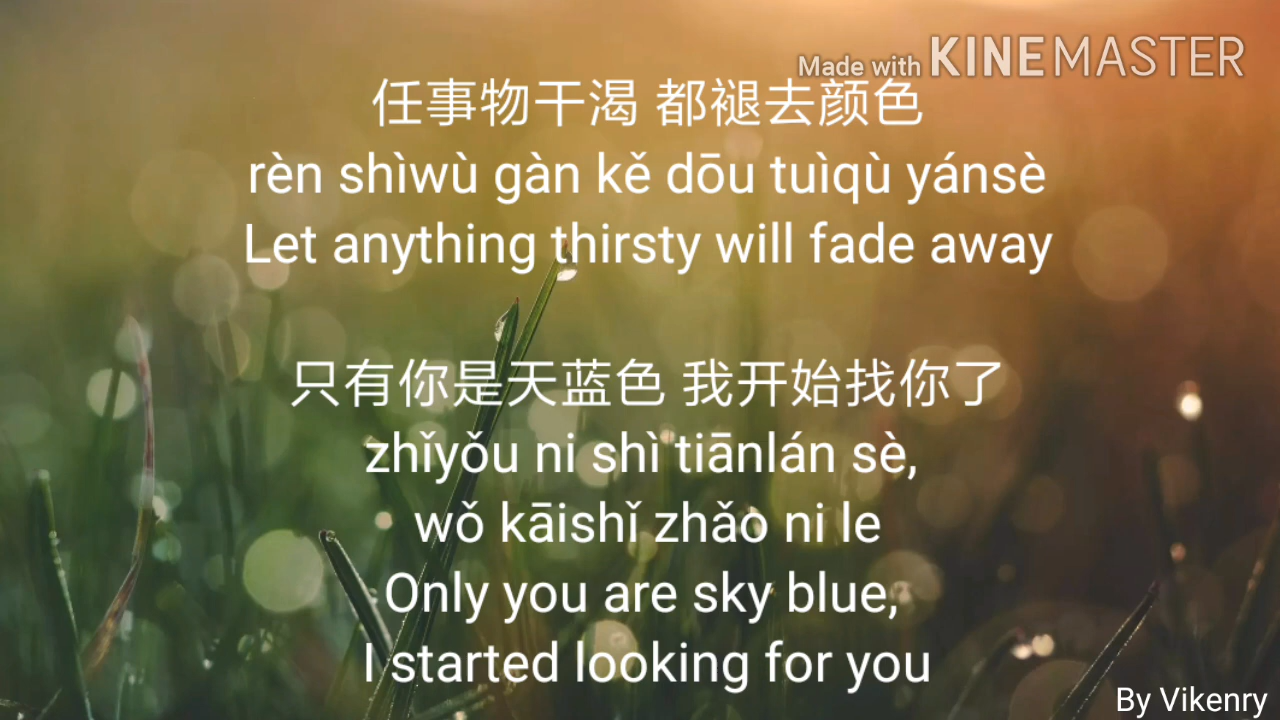 Made with KINEMASTER
任事物干渴 都褪去颜色
rèn shìwù gàn kě dōu tuìqù yánsè
Let anything thirsty will fade away
只有你是天蓝色 我开始找你了
zhǐyǒu ni shì tiānlán sè,
wǒ kāishǐ zhǎo ni le
Only you are sky blue,
I started looking for you
By Vikenry